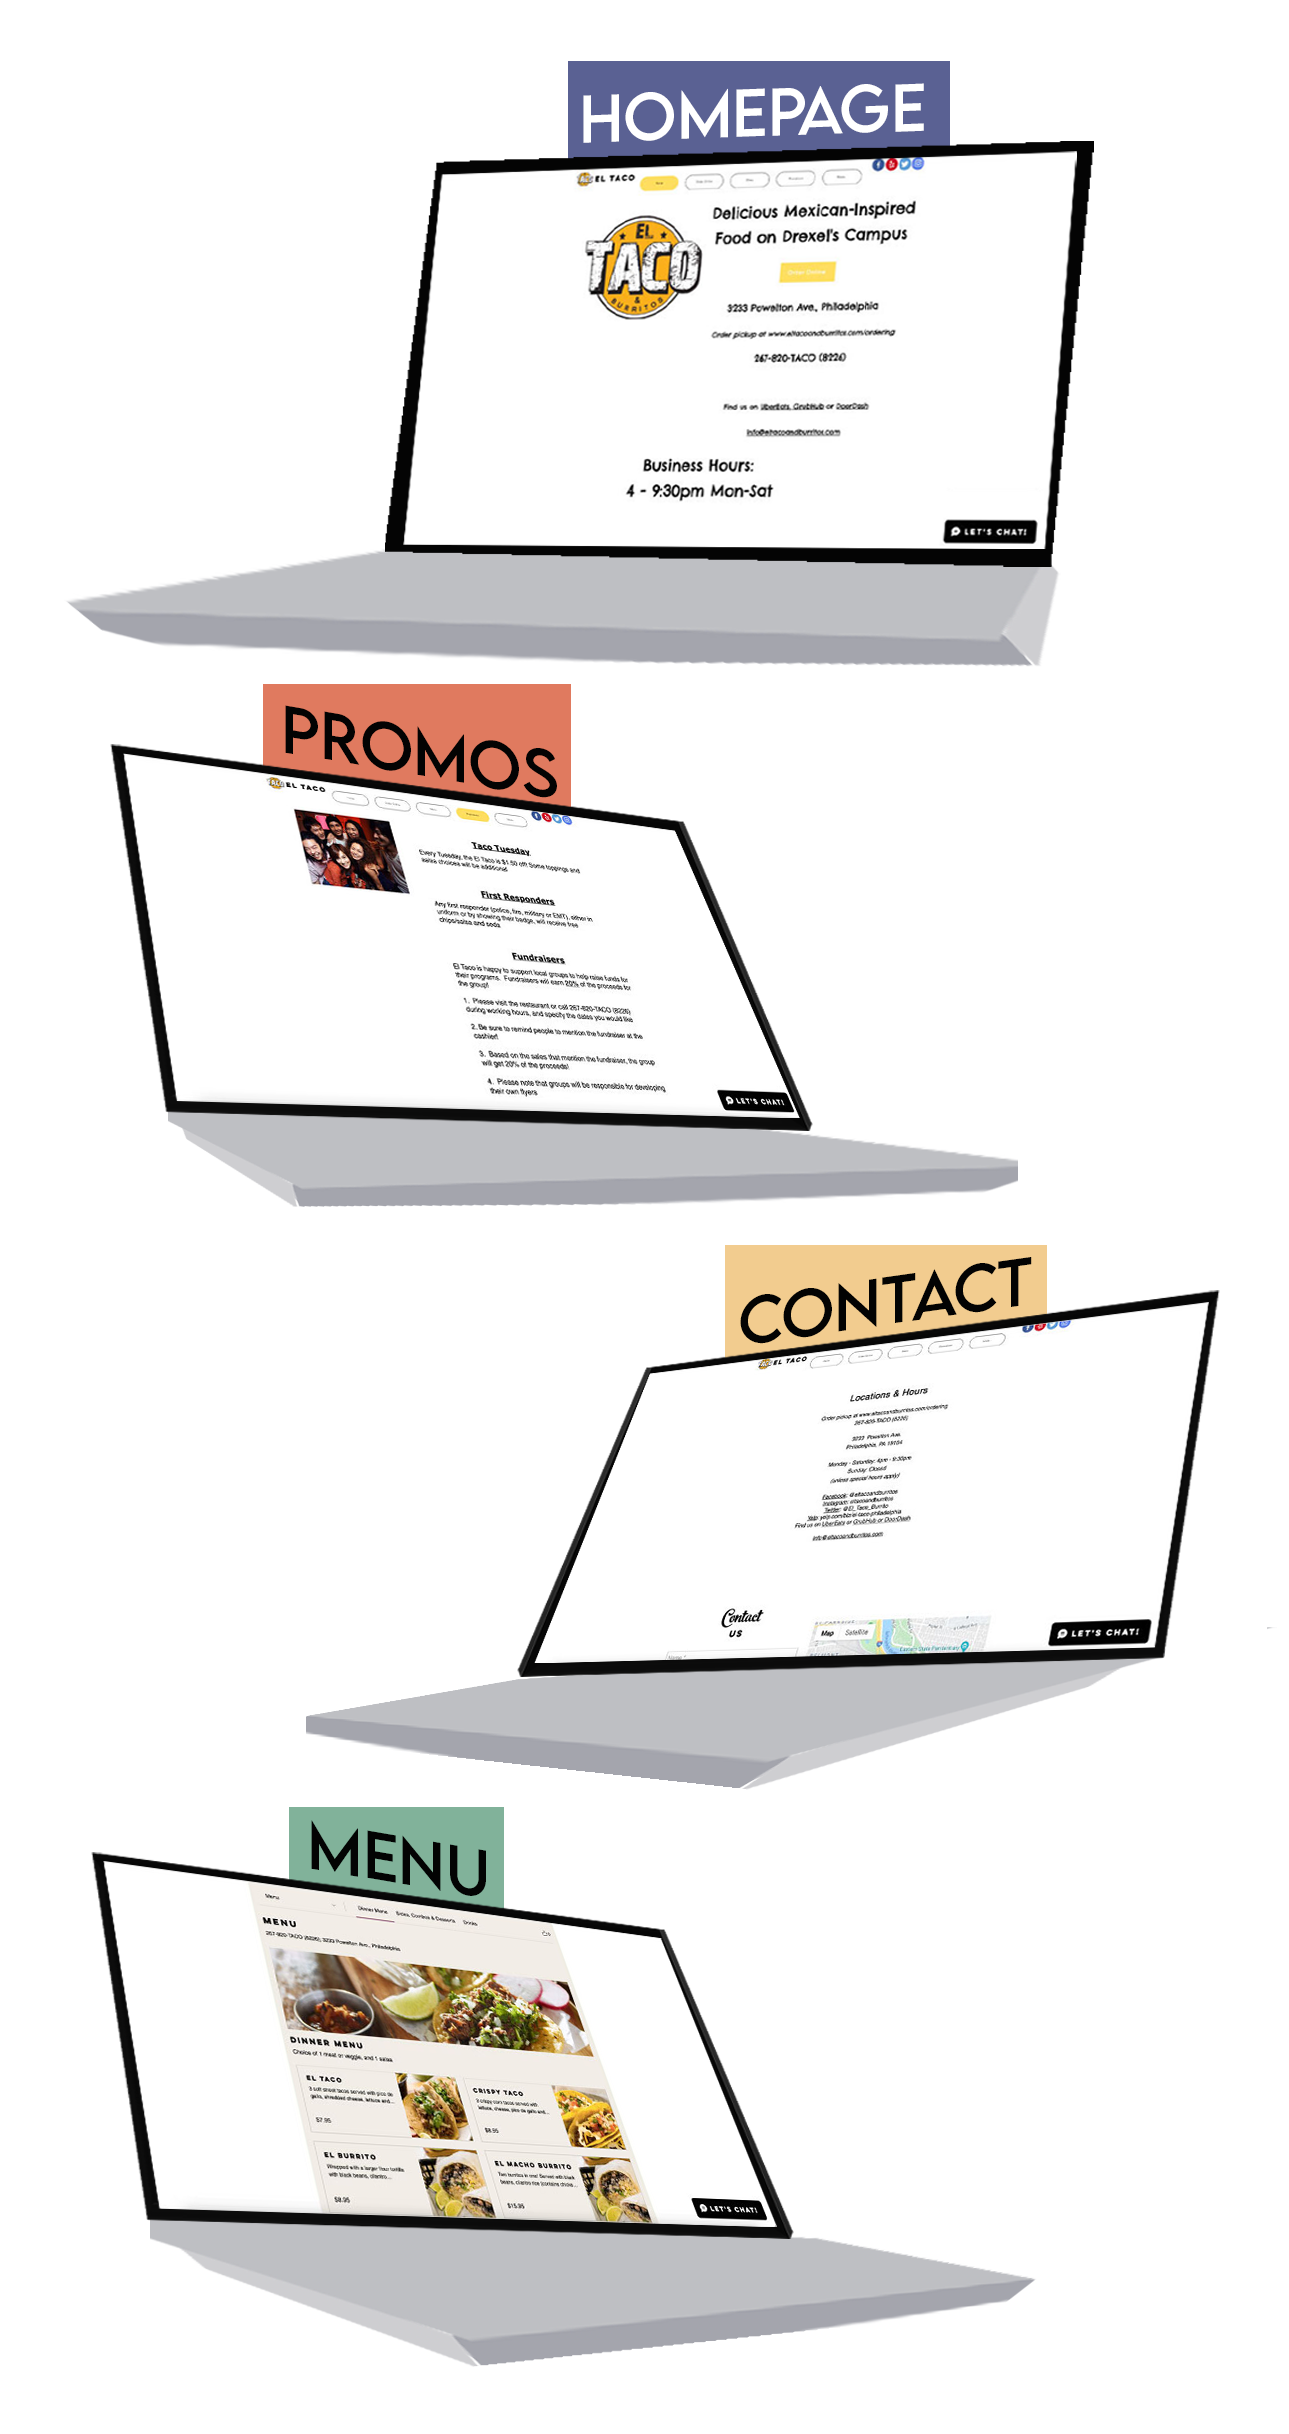 HOMEPAGE
EL TACO
EL
TACO
&
BURRITOS
Delicious Mexican-Inspired
Food on Drexel's Campus
Order Online
3233 Powelton Ave., Philadelphia
Order pickup at www.eltacoandburritos.com/ordering
267-820-TACO (8226)
Find us on UberEats, GrubHub or DoorDash
info@eltacoandburritos.com
Business Hours:
4 - 9:30pm Mon-Sat
LET'S CHAT!
PROMOS
EL TACO
Taco Tuesday
Every Tuesday, the El Taco is $1.50 off! Some toppings and
salsa choices will be additional
First Responders
Any first responder (police, fire, military or EMT), either in
uniform or by showing their badge, will receive free
chips/salsa and soda
Fundraisers
El Taco is happy to support local groups to help raise funds for
their programs. Fundraisers will earn 20% of the proceeds for
the group!
1. Please visit the restaurant or call 267-820-TACO (8226)
during working hours, and specify the dates you would like
2. Be sure to remind people to mention the fundraiser at the
cashier!
3. Based on the sales that mention the fundraiser, the group
will get 20% of the proceeds!
4. Please note that groups will be responsible for developing
their own flyers
LET'S CHAT!
CONTACT
EL TACO
Locations & Hours
Order pickup at www.eltacoandburritos.com/ordering
267-820-TACO (8226)
3233 Powelton Ave.
Philadelphia, PA 19104
Monday - Saturday: 4pm - 9:30pm
Sunday: Closed
(unless special hours apply)
Facebook: @eltacoandburritos
Instagram: eltacoandburritos
Twitter: @El_Taco_Burrito
Yelp: yelp.com/biz/el-taco-philadelphia
Find us on UberEats or GrubHub or DoorDash
info@eltacoandburritos.com
Contact
US
Name *
Map Satellite
Eastern State Penitentiary
LET'S CHAT!
MENU
Menu
Dinner Menu Sides, Combos & Desserts Drinks
MENU
267-820-TACO (8226), 3233 Powelton Ave., Philadelphia
DINNER MENU
Choice of 1 meat or veggie, and 1 salsa
EL TACO
3 soft street tacos served with pico de
gallo, shredded cheese, lettuce and...
$7.95
CRISPY TACO
3 crispy corn tacos served with
lettuce, cheese, pico de gallo and...
$8.95
EL BURRITO
Wrapped with a larger flour tortilla
with black beans, cilantro...
$8.95
EL MACHO BURRITO
Two burritos in one! Served with black
beans, cilantro rice (contains chicke...
$15.95
LET'S CHAT!